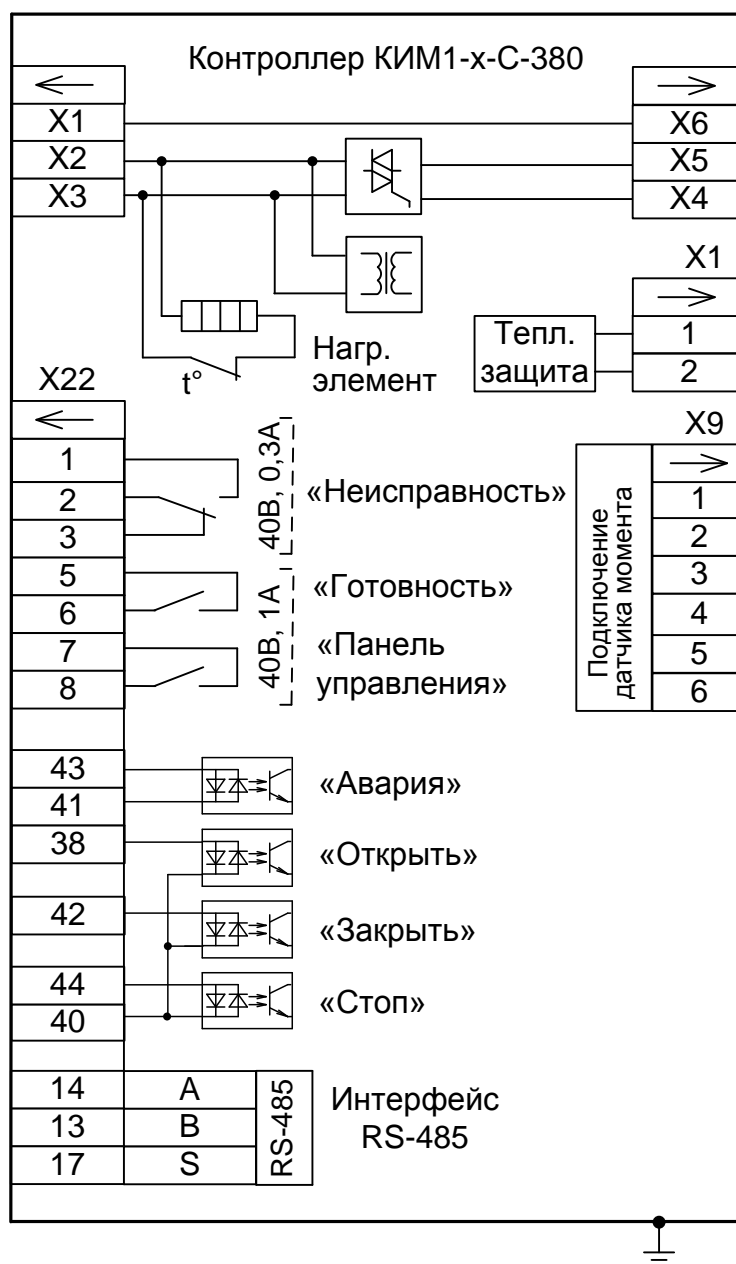 Контроллер КИМ1-х-С-380
X1
X2
X3
X6
X5
X4
X1
Тепл.
защита
1
2
Нагр.
элемент
t°
X22
1
2
3
5
6
7
8
40В, 0,3А
40В, 1А
«Неисправность»
«Готовность»
«Панель
управления»
X9
Подключение
датчика момента
1
2
3
4
5
6
43
41
38
42
44
40
«Авария»
«Открыть»
«Закрыть»
«Стоп»
14 A
13 B
17 S
RS-485
Интерфейс
RS-485